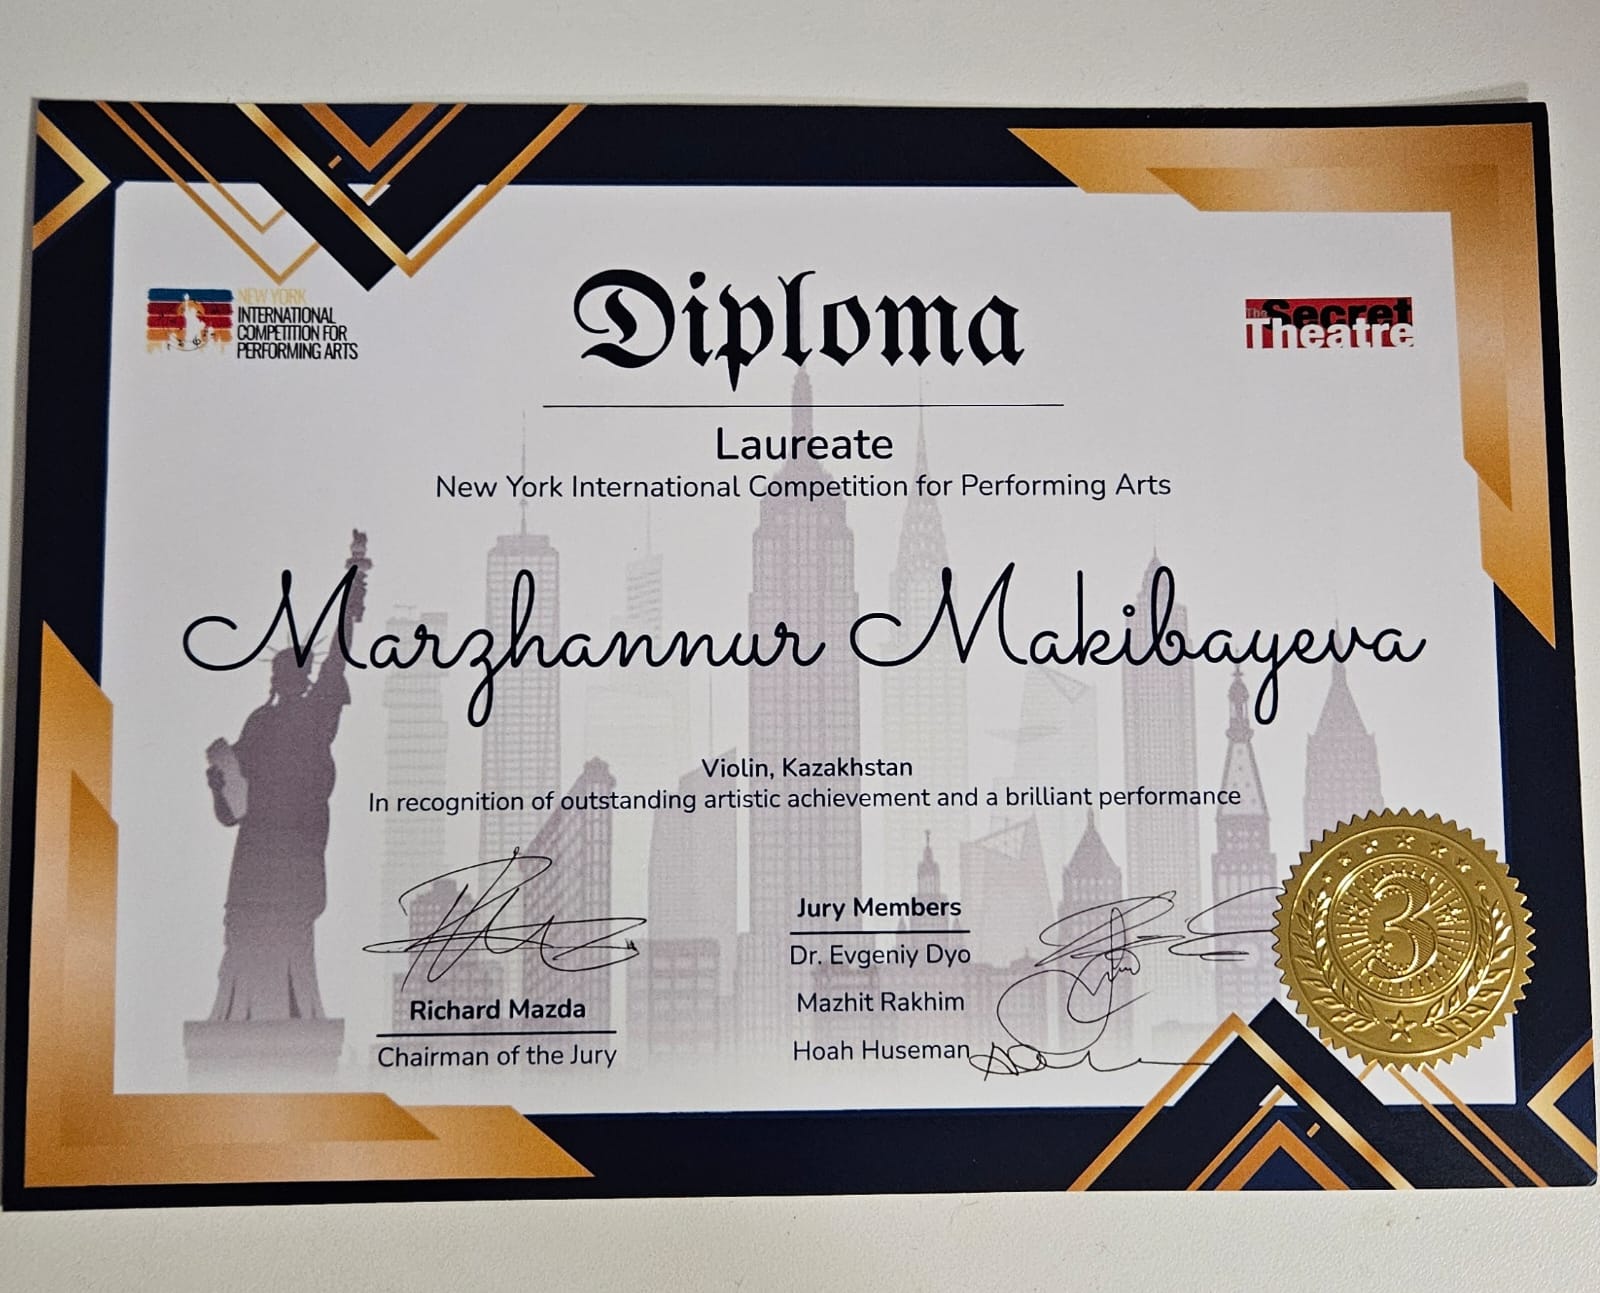 Diploma
NEW YORK
INTERNATIONAL
COMPETITION FOR
PERFORMING ARTS
The Secret
Theatre
Laureate
New York International Competition for Performing Arts
Marzhannur Makibayeva
Violin, Kazakhstan
In recognition of outstanding artistic achievement and a brilliant performance
Richard Mazda
Chairman of the Jury
Jury Members
Dr. Evgeniy Dyo
Mazhit Rakhim
Hoah Huseman
3